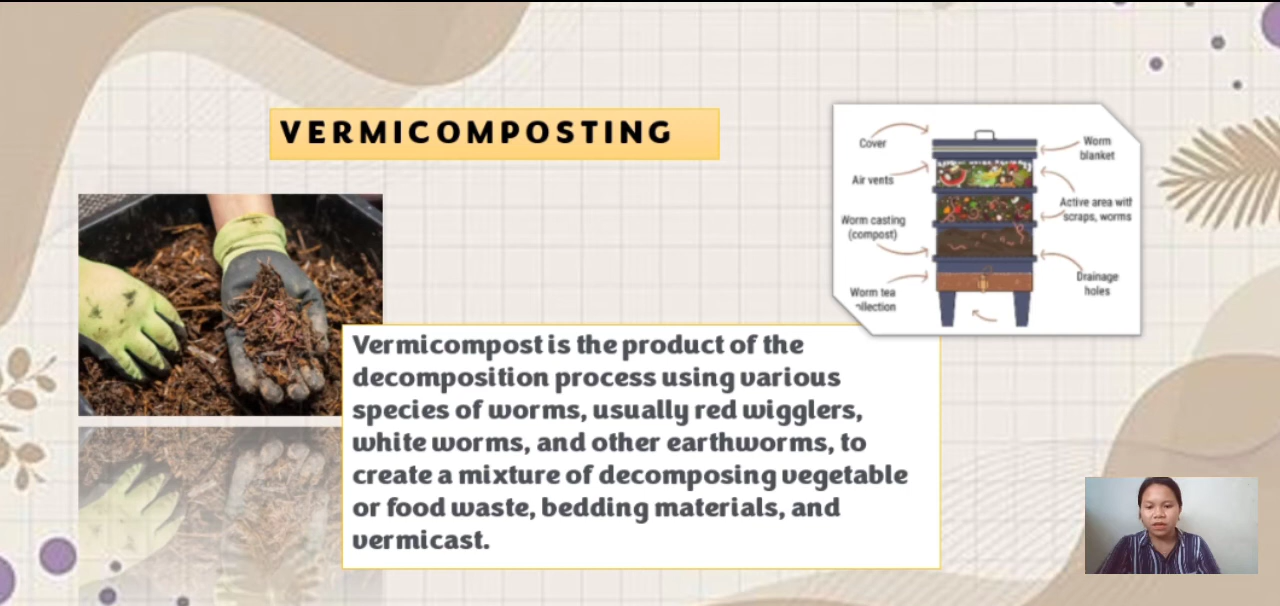 VERMICOMPOSTING
Cover
Air vents
Worm casting
(compost)
Worm tea
ollection
Worm
blanket
Active area with
scraps, worms
Drainage
holes
Vermicompost is the product of the
decomposition process using various
species of worms, usually red wigglers,
white worms, and other earthworms, to
create a mixture of decomposing vegetable
or food waste, bedding materials, and
vermicast.